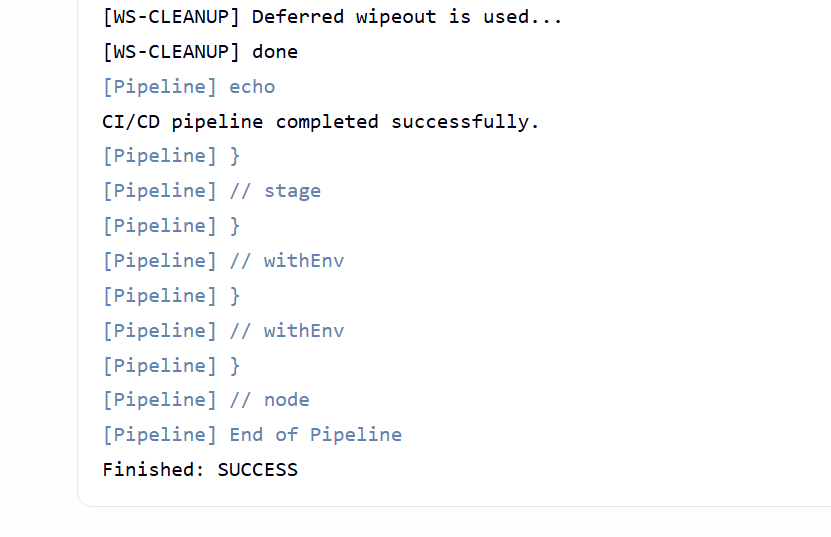 [WS-CLEANUP] Deferred wipeout is used...
[WS-CLEANUP] done
[Pipeline] echo
CI/CD pipeline completed successfully.
[Pipeline] }
[Pipeline] // stage
[Pipeline] }
[Pipeline] // withEnv
[Pipeline] }
[Pipeline] // withEnv
[Pipeline] }
[Pipeline] // node
[Pipeline] End of Pipeline
Finished: SUCCESS